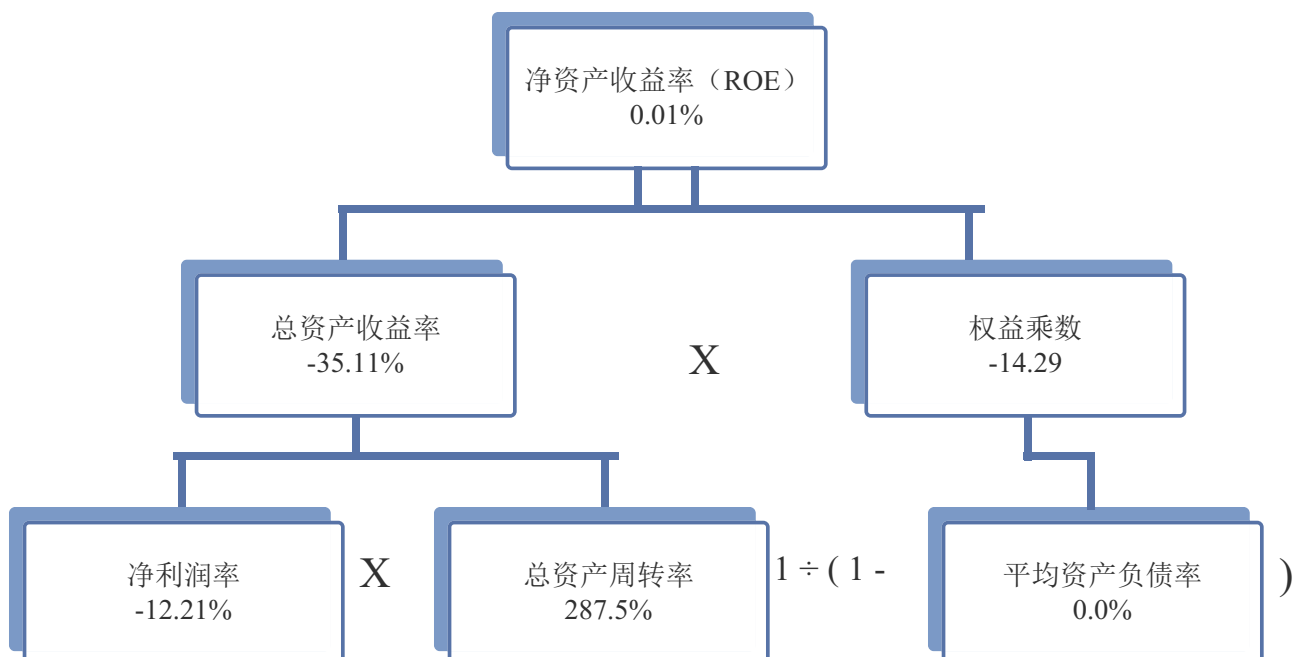 净资产收益率（ROE）
0.01%
总资产收益率
-35.11%
X
权益乘数
-14.29
净利润率
-12.21%
X
总资产周转率
287.5%
1 ÷ ( 1 -
平均资产负债率
0.0%
)